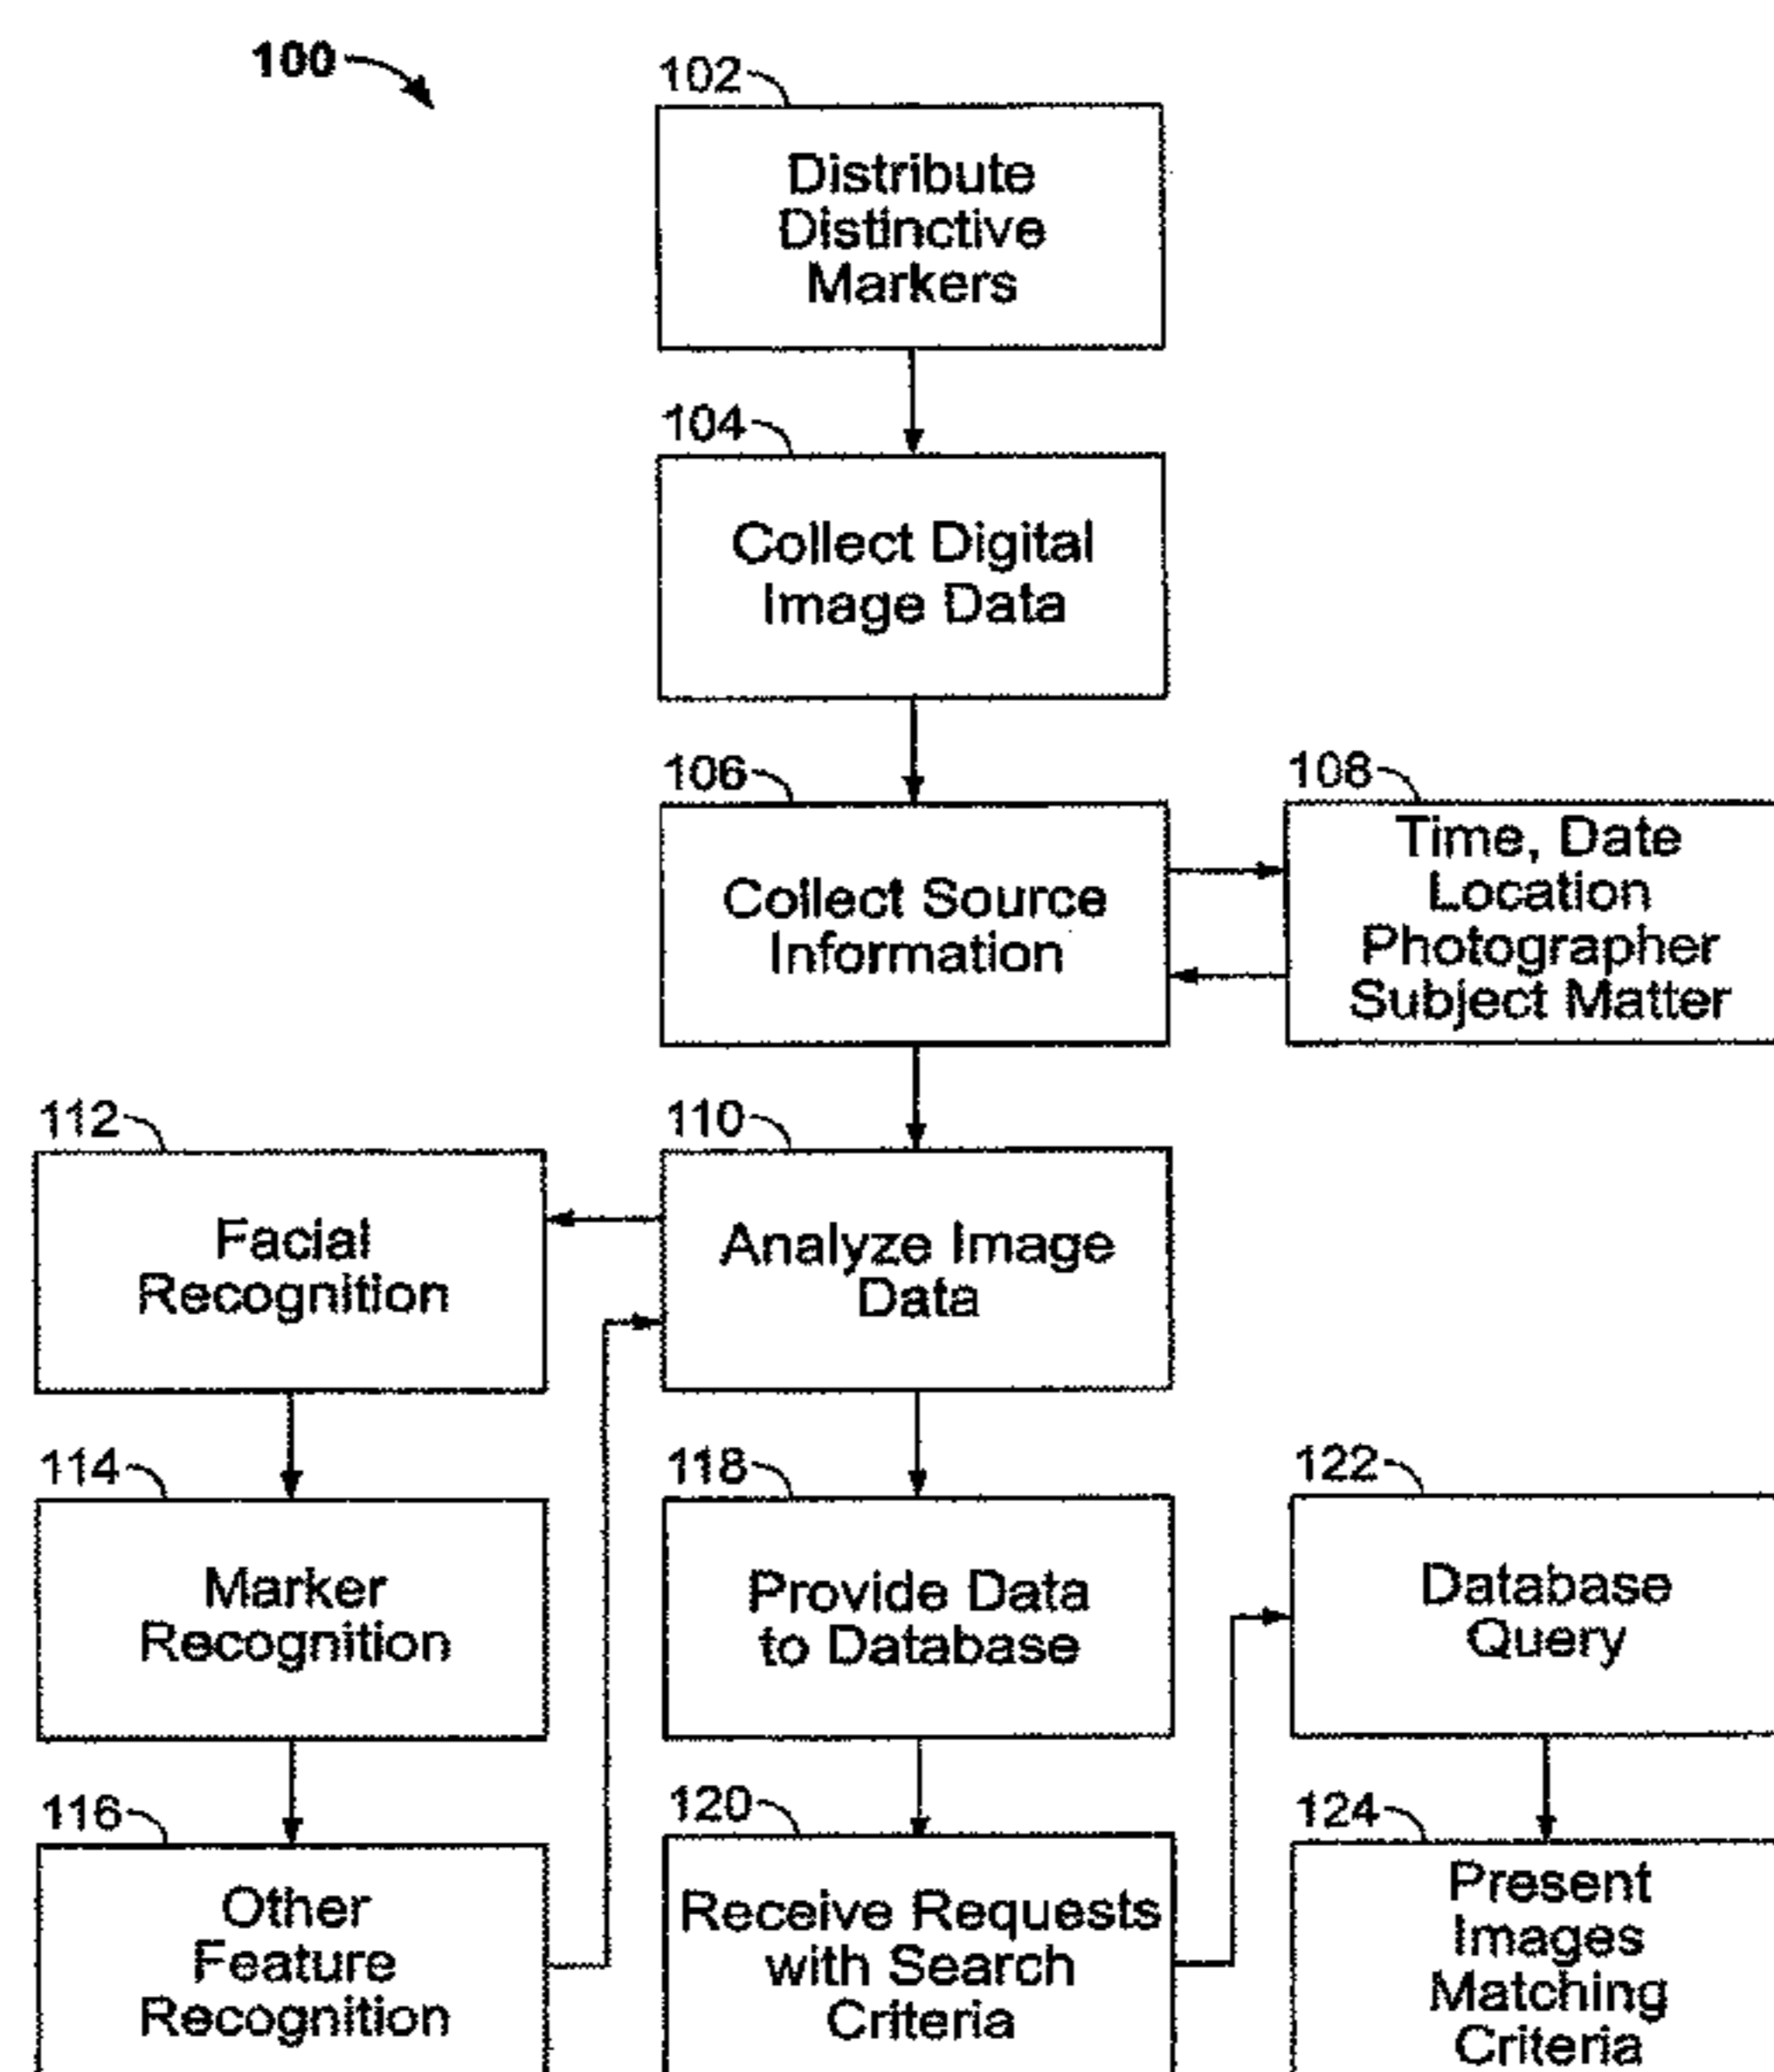 100
102
Distribute
Distinctive
Markers
104
Collect Digital
Image Data
106
Collect Source
Information
108
Time, Date
Location
Photographer
Subject Matter
112
Facial
Recognition
110
Analyze Image
Data
114
Marker
Recognition
118
Provide Data
to Database
122
Database
Query
116
Other
Feature
Recognition
120
Receive Requests
with Search
Criteria
124
Present
Images
Matching
Criteria